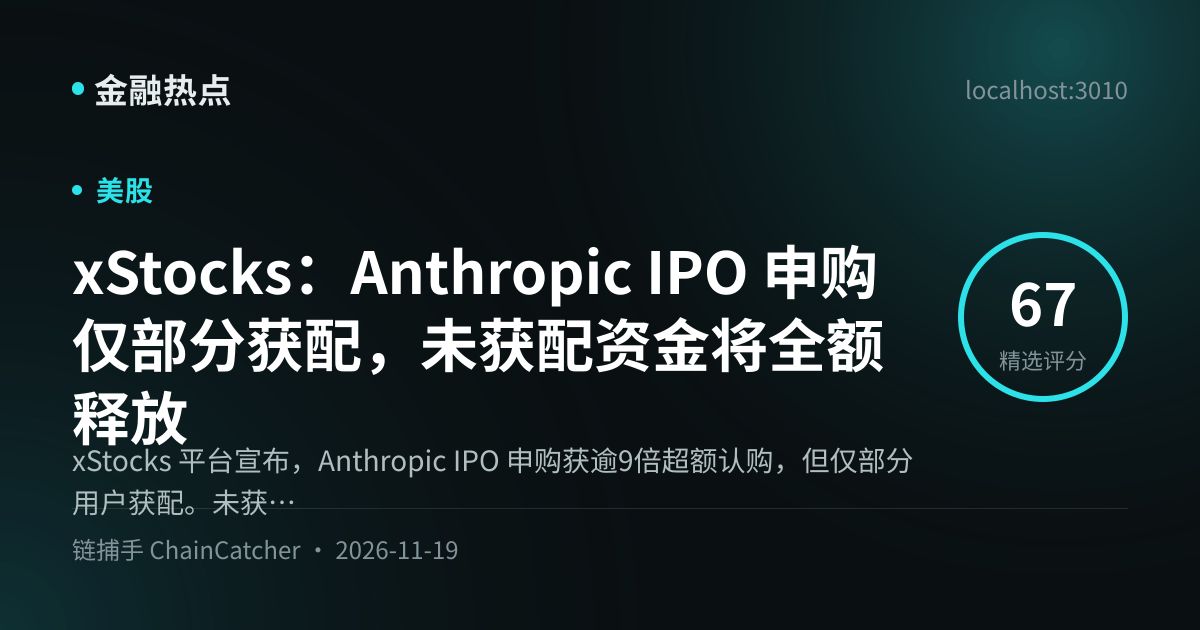 金融热点
localhost:3010
美股
xStocks：Anthropic IPO 申购
仅部分获配，未获配资金将全额
释放
67
精选评分
xStocks 平台宣布，Anthropic IPO 申购获逾9倍超额认购，但仅部分
用户获配。未获…
链捕手 ChainCatcher · 2026-11-19